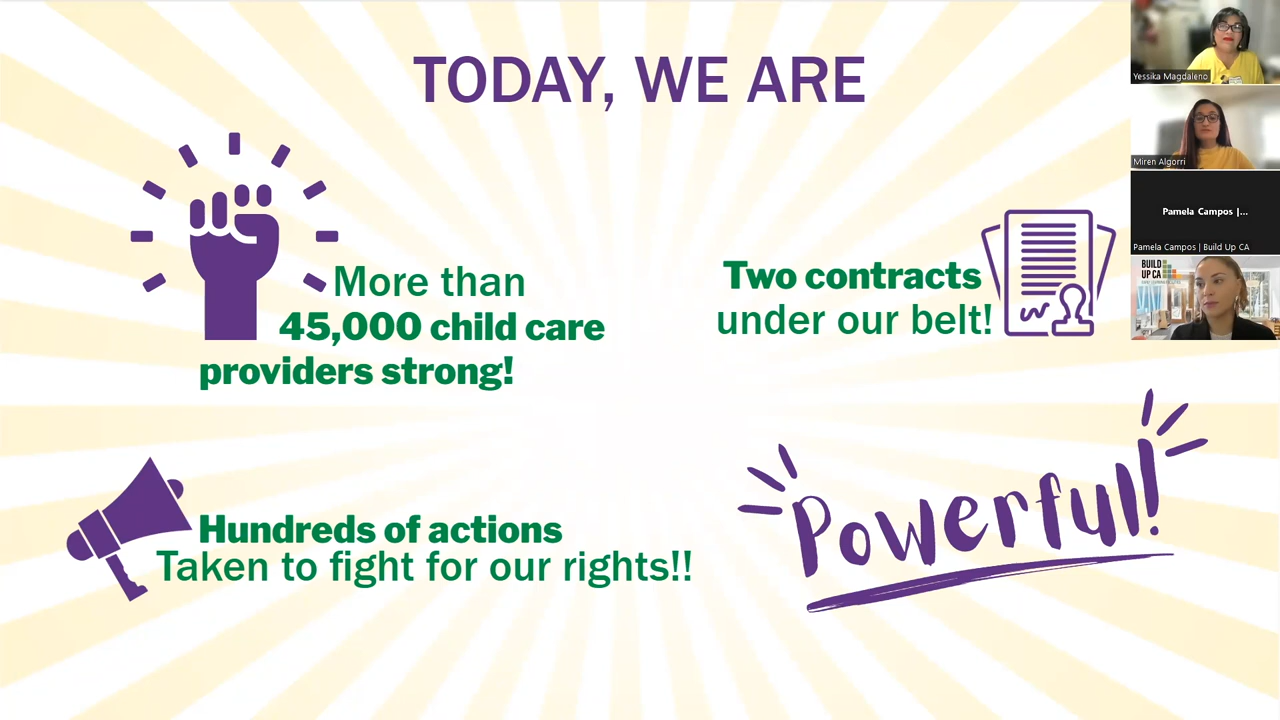 TODAY, WE ARE
More than
45,000 child care
providers strong!
Two contracts
under our belt!
Hundreds of actions
Taken to fight for our rights!!
Powerful!
Yessika Magdaleno
Miren Algorri
Pamela Campos |...
Pamela Campos | Build Up CA
BUILD
UP CA